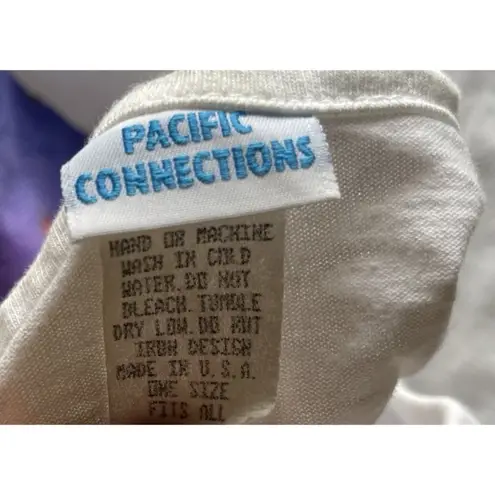 PACIFIC
CONNECTIONS
HAND OR MACHINE
WASH IN COLD
WATER. DO NOT
BLEACH. TUMBLE
DRY LOW. DO NOT
IRON DESIGN
MADE IN U.S.A.
ONE SIZE
FITS ALL